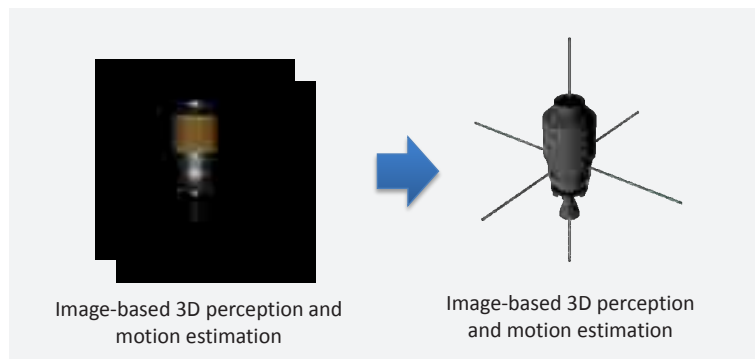 Image-based 3D perception and
motion estimation
Image-based 3D perception
and motion estimation